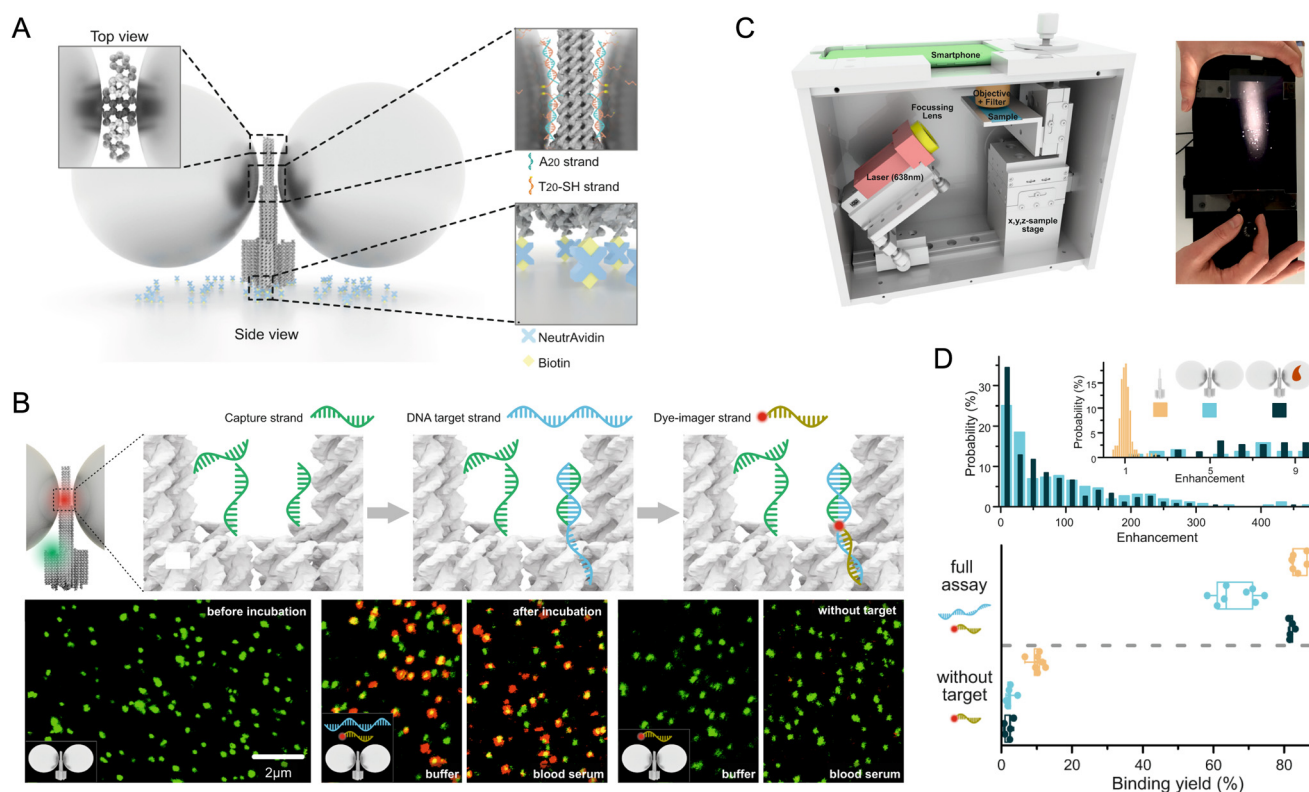 A
Top view
A20 strand
T20-SH strand
Side view
NeutrAvidin
Biotin
C
Smartphone
Objective
+ Filter
Sample
Focussing
Lens
Laser (638nm)
x,y,z-sample
stage
B
Capture strand
DNA target strand
Dye-imager strand
before incubation
after incubation
without target
2µm
buffer
blood serum
buffer
blood serum
D
Probability (%)
30
20
10
0
0
100
200
300
400
Enhancement
Probability (%)
15
10
5
0
1
5
9
Enhancement
full
assay
without
target
0
20
40
60
80
Binding yield (%)